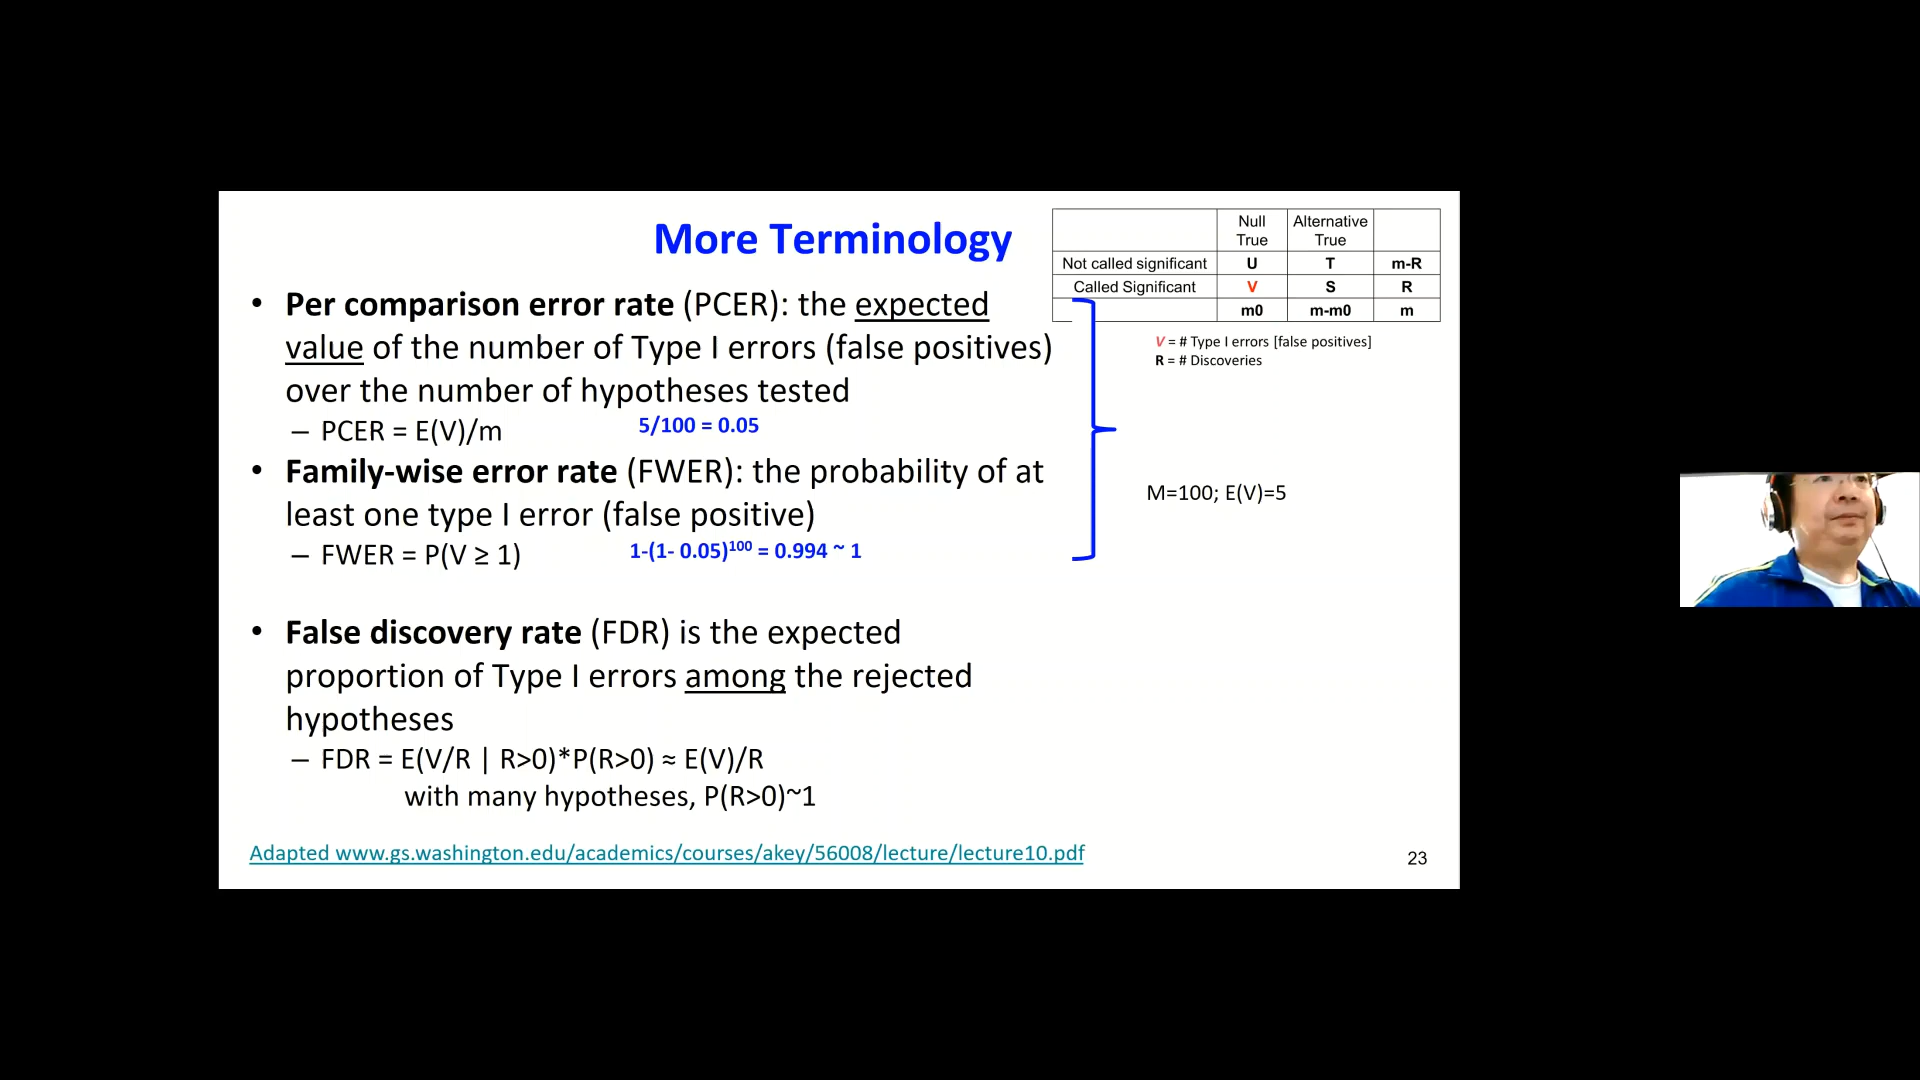 More Terminology
Null True
Alternative True
Not called significant U T m-R
Called Significant V S R
m0 m-m0 m
V = # Type I errors [false positives]
R = # Discoveries
• Per comparison error rate (PCER): the expected
value of the number of Type I errors (false positives)
over the number of hypotheses tested
– PCER = E(V)/m 5/100 = 0.05
• Family-wise error rate (FWER): the probability of at
least one type I error (false positive)
– FWER = P(V ≥ 1) 1-(1- 0.05)^100 = 0.994 ~ 1
M=100; E(V)=5
• False discovery rate (FDR) is the expected
proportion of Type I errors among the rejected
hypotheses
– FDR = E(V/R | R>0)*P(R>0) ≈ E(V)/R
with many hypotheses, P(R>0)~1
Adapted www.gs.washington.edu/academics/courses/akey/56008/lecture/lecture10.pdf
23